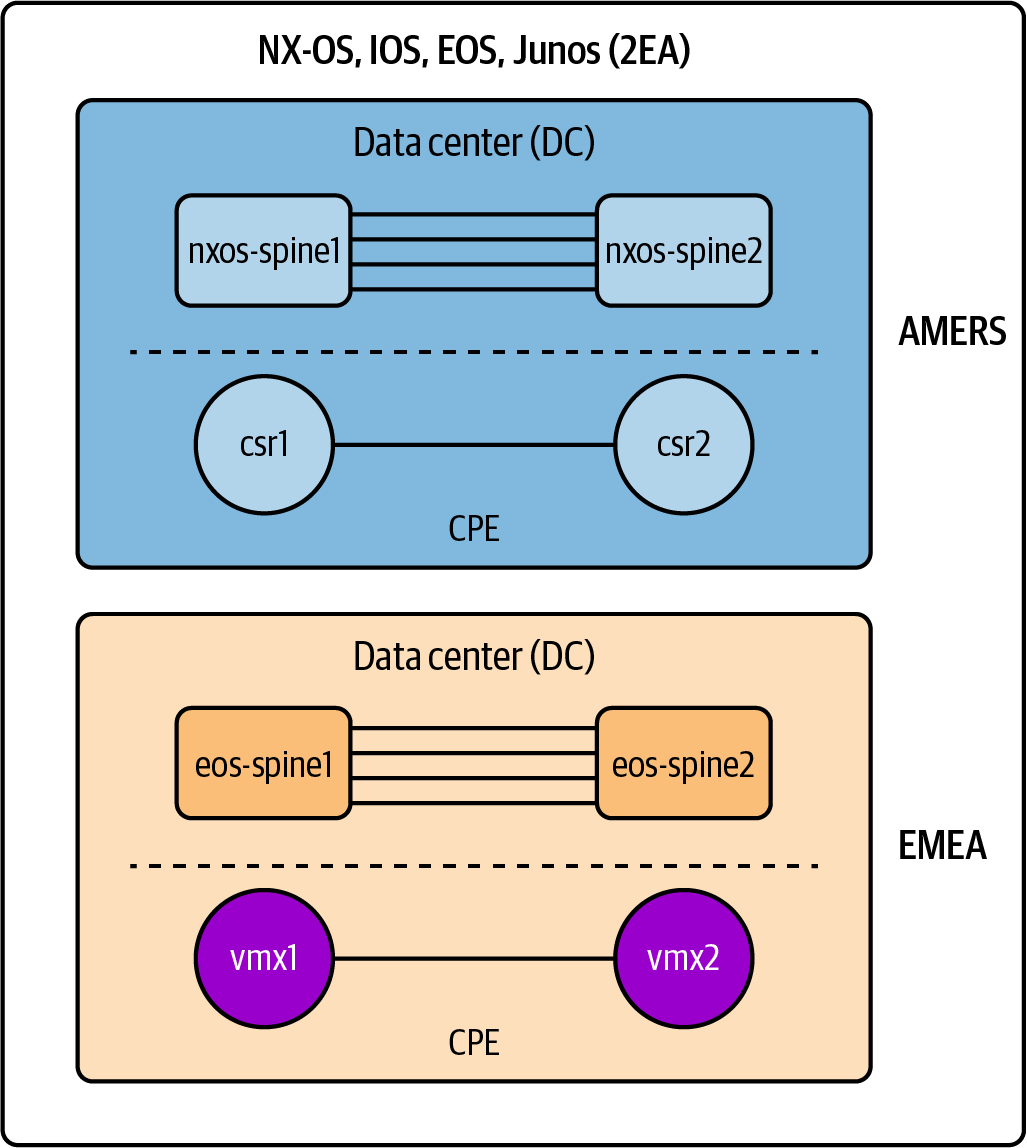 NX-OS, IOS, EOS, Junos (2EA)
Data center (DC)
nxos-spine1
nxos-spine2
AMERS
csr1
csr2
CPE
Data center (DC)
eos-spine1
eos-spine2
EMEA
vmx1
vmx2
CPE